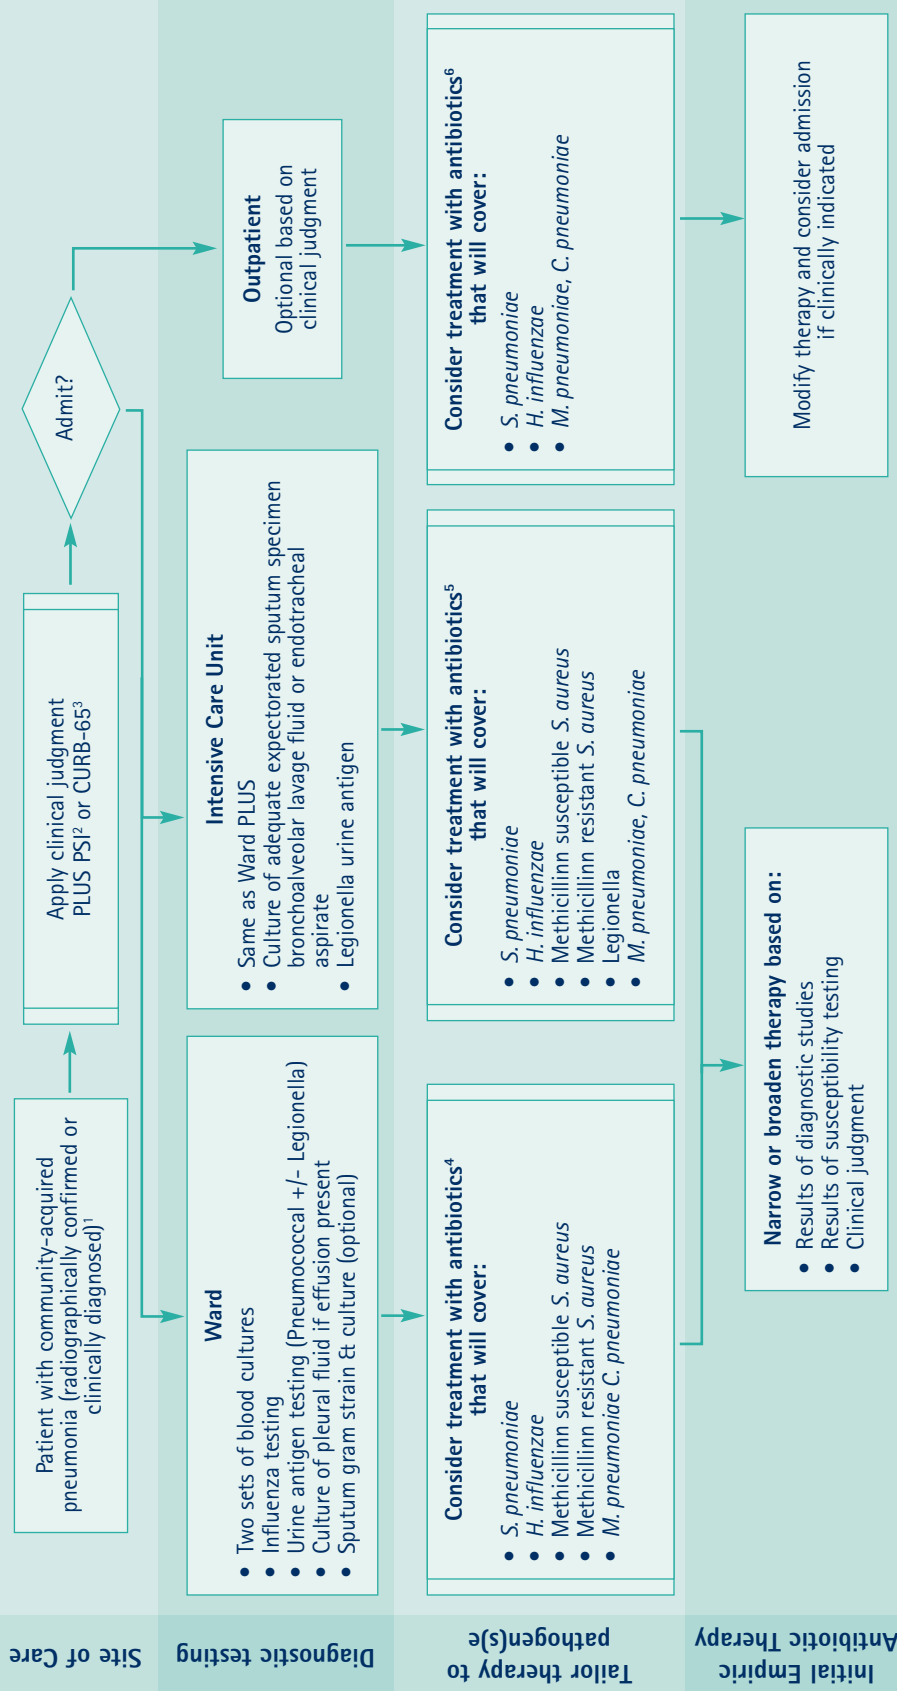 Site of Care
Patient with community-acquired
pneumonia (radiographically confirmed or
clinically diagnosed)1
Apply clinical judgment
PLUS PSI2 or CURB-653
Admit?
Diagnostic testing
Ward
• Two sets of blood cultures
• Influenza testing
• Urine antigen testing (Pneumococcal +/- Legionella)
• Culture of pleural fluid if effusion present
• Sputum gram strain & culture (optional)
Intensive Care Unit
• Same as Ward PLUS
• Culture of adequate expectorated sputum specimen
bronchoalveolar lavage fluid or endotracheal
aspirate
• Legionella urine antigen
Outpatient
Optional based on
clinical judgment
Tailor therapy to
pathogen(s)e
Consider treatment with antibiotics4
that will cover:
• S. pneumoniae
• H. influenzae
• Methicillinn susceptible S. aureus
• Methicillinn resistant S. aureus
• M. pneumoniae C. pneumoniae
Consider treatment with antibiotics5
that will cover:
• S. pneumoniae
• H. influenzae
• Methicillinn susceptible S. aureus
• Methicillinn resistant S. aureus
• Legionella
• M. pneumoniae, C. pneumoniae
Consider treatment with antibiotics6
that will cover:
• S. pneumoniae
• H. influenzae
• M. pneumoniae, C. pneumoniae
Initial Empiric
Antibiotic Therapy
Narrow or broaden therapy based on:
• Results of diagnostic studies
• Results of susceptibility testing
• Clinical judgment
Modify therapy and consider admission
if clinically indicated